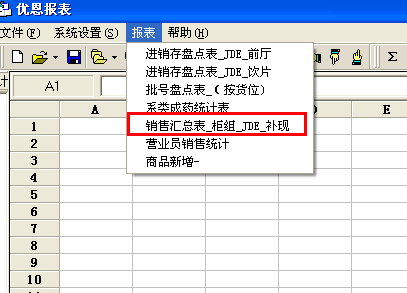 优恩报表
文件(F) 系统设置(S) 报表 帮助(H)
进销存盘点表_JDE_前厅
进销存盘点表_JDE_饮片
批号盘点表_(按货位)
系类成药统计表
销售汇总表_柜组_JDE_补现
营业员销售统计
商品新增-
计
A1
A B
1
2
3
4
5
6
7
8
9
10